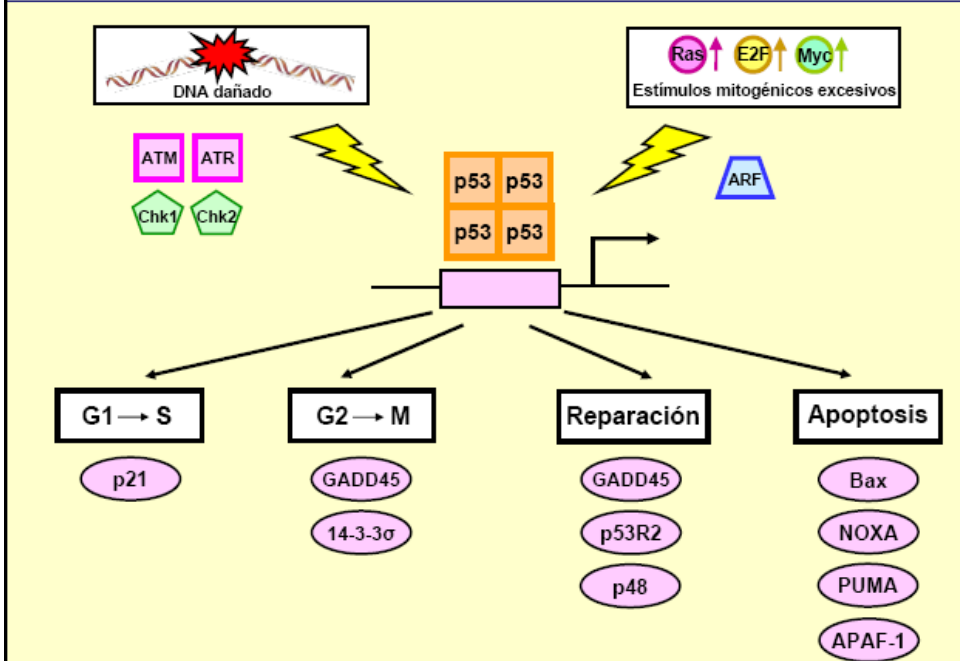 DNA dañado
Ras E2F Myc
Estímulos mitogénicos excesivos
ATM ATR
Chk1 Chk2
ARF
p53 p53
p53 p53
G1 → S
p21
G2 → M
GADD45
14-3-3σ
Reparación
GADD45
p53R2
p48
Apoptosis
Bax
NOXA
PUMA
APAF-1